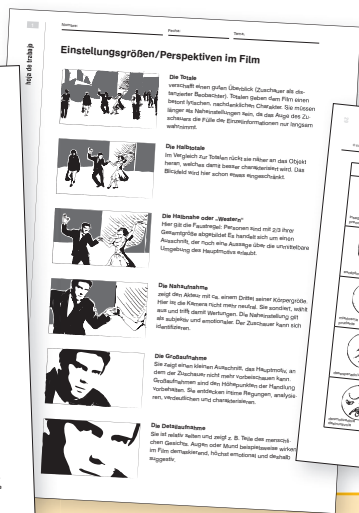 hoja de trabajo
Einstellungsgrößen/Perspektiven im Film
Die Totale
verschafft einen guten Überblick (Zuschauer als dis-
tanzierter Beobachter). Totalen geben dem Film einen
betont lyrischen, nachdenklichen Charakter. Sie müssen
länger als Naheinstellungen sein, da das Auge des Zu-
schauers die Fülle der Einzelinformationen nur langsam
wahrnimmt.
Die Halbtotale
Im Vergleich zur Totalen rückt sie näher an das Objekt
heran, welches damit besser charakterisiert wird. Das
Blickfeld wird hier schon etwas eingeschränkt.
Die Halbnahe oder „Western“
Hier gilt die Faustregel: Personen sind mit 2/3 ihrer
Gesamtgröße abgebildet. Es handelt sich um einen
Ausschnitt, der noch eine Aussage über die unmittelbare
Umgebung des Hauptmotivs erlaubt.
Die Nahaufnahme
zeigt den Akteur mit ca. einem Drittel seiner Körpergröße.
Hier ist die Kamera nicht mehr neutral. Sie sondiert, wählt
aus und trifft damit Wertungen. Die Naheinstellung gilt
als subjektiv und emotionaler. Der Zuschauer kann sich
identifizieren.
Die Großaufnahme
Sie zeigt einen kleinen Ausschnitt, das Hauptmotiv, an
dem der Zuschauer nicht mehr vorbeischauen kann.
Großaufnahmen sind den Höhepunkten der Handlung
vorbehalten. Sie entdecken intime Regungen, analysie-
ren, verdeutlichen und charakterisieren.
Die Detailaufnahme
Sie ist relativ selten und zeigt z. B. Teile des menschli-
chen Gesichts. Augen oder Mund beispielsweise wirken
im Film demaskierend, höchst emotional und deshalb
suggestiv.
2